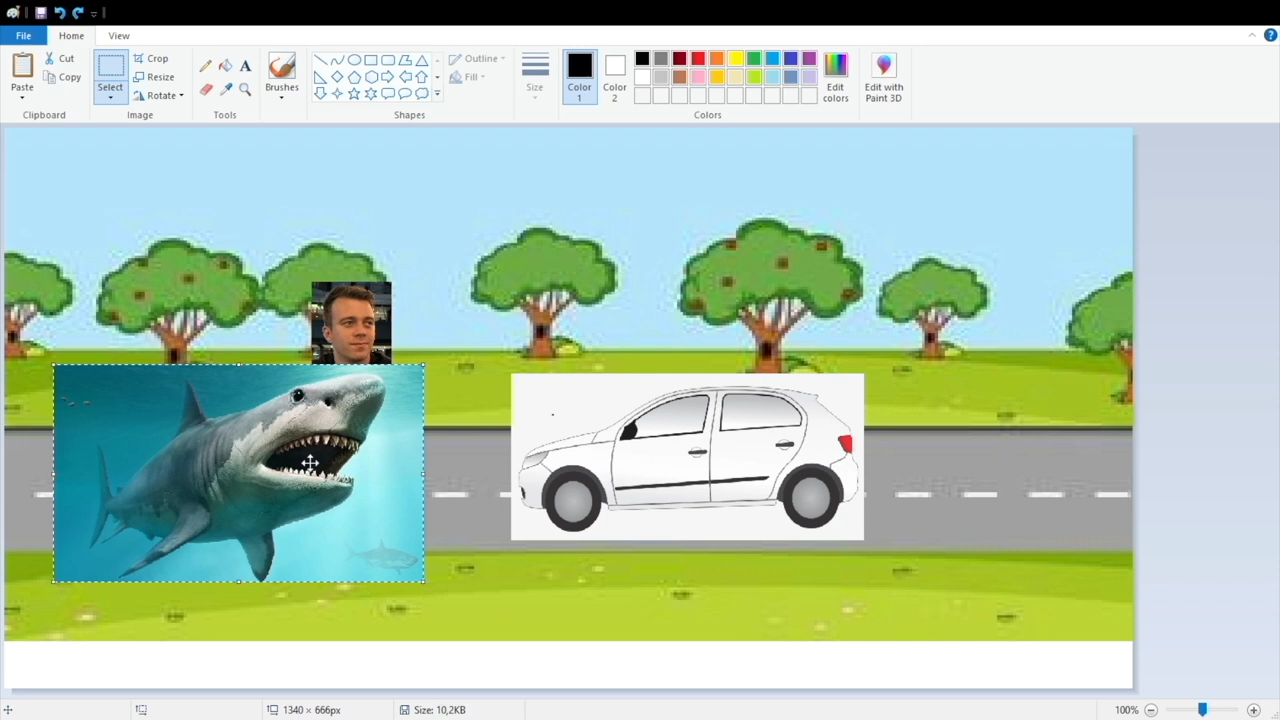 File Home View
Cut
Copy
Paste
Clipboard
Select
Crop
Resize
Rotate
Image
A
Tools
Brushes
Outline
Fill
Shapes
Size
Color
1
Color
2
Edit
colors
Colors
Edit with
Paint 3D
1340 × 666px
Size: 10,2KB
100%